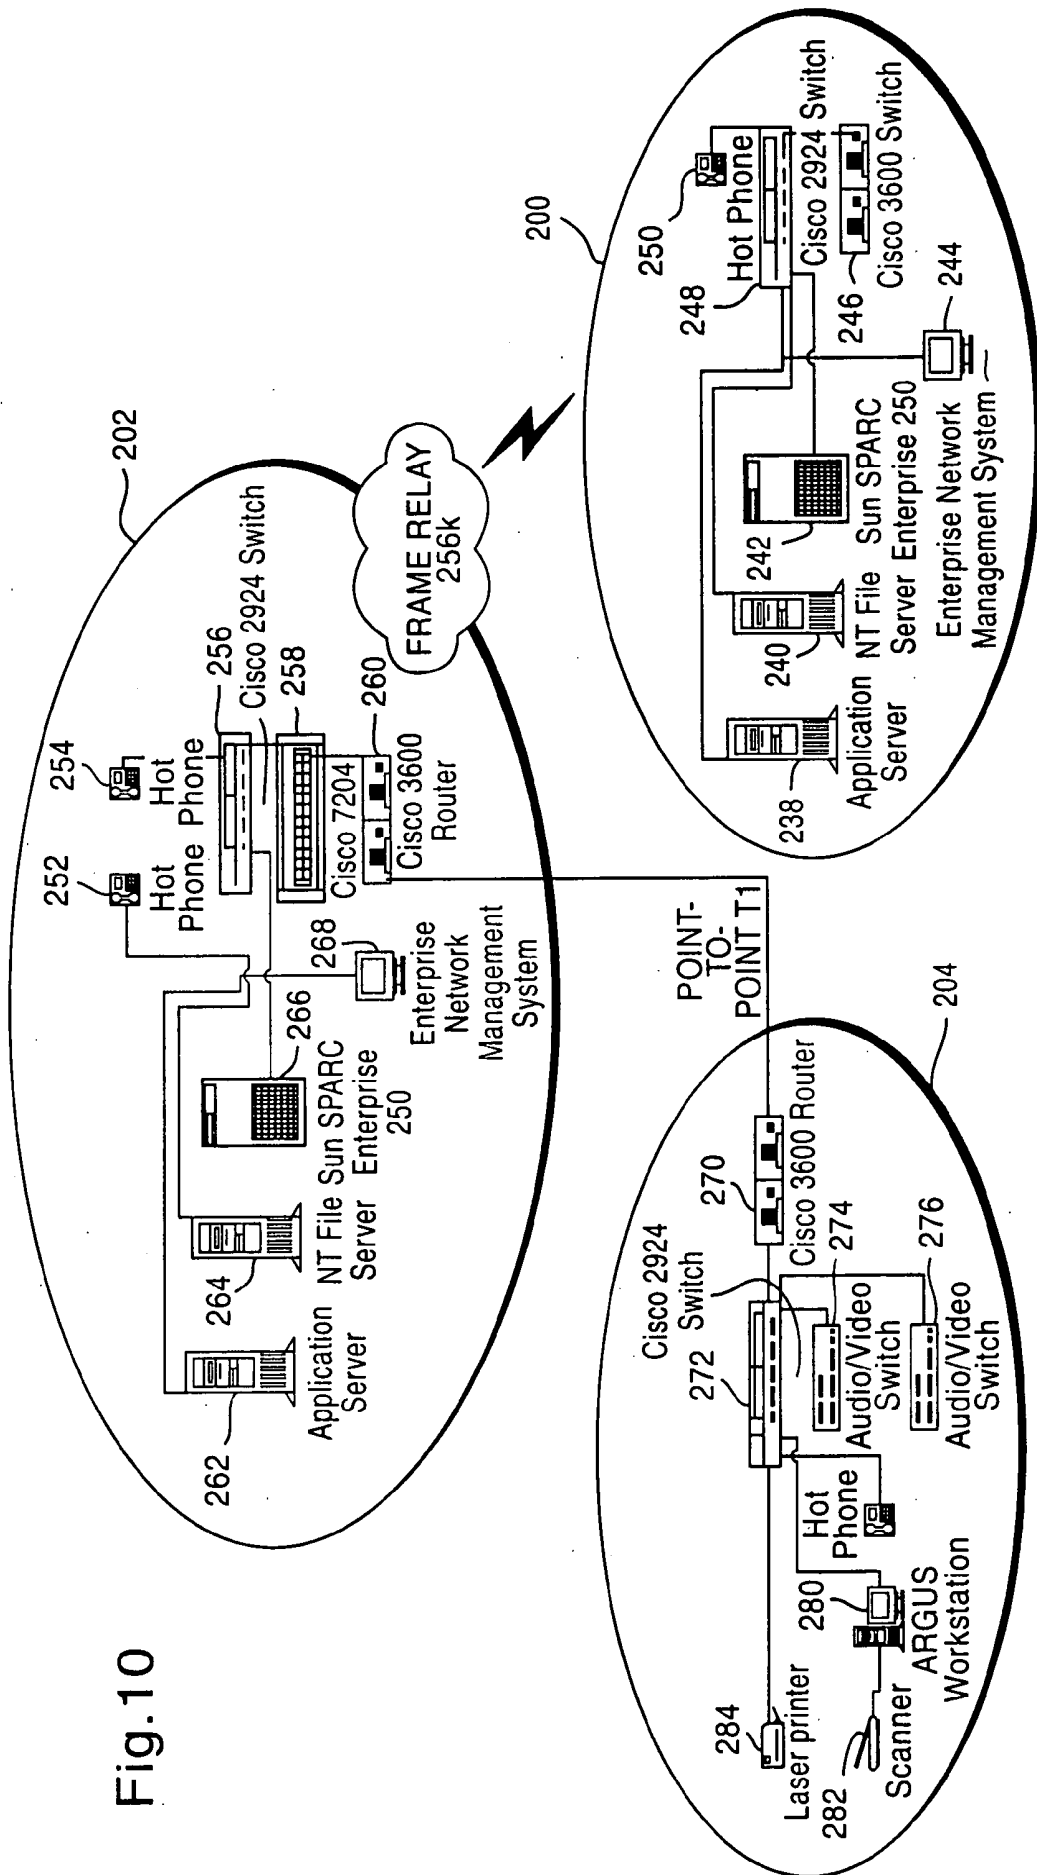 Fig.10
202
254
252
Hot
Phone
Hot
Phone
256
Cisco 2924 Switch
258
Cisco 7204
260
Cisco 3600
Router
268
Enterprise
Network
Management
System
266
Sun SPARC
Enterprise
250
264
NT File
Server
262
Application
Server
FRAME RELAY
256k
POINT-
TO-
POINT T1
200
250
Hot Phone
248
Cisco 2924 Switch
246
Cisco 3600 Switch
244
Enterprise Network
Management System
242
Sun SPARC
Enterprise 250
240
NT File
Server
238
Application
Server
204
270
Cisco 3600 Router
Cisco 2924
Switch
272
274
Audio/Video
Switch
276
Audio/Video
Switch
Hot
Phone
280
ARGUS
Workstation
284
Laser printer
282
Scanner